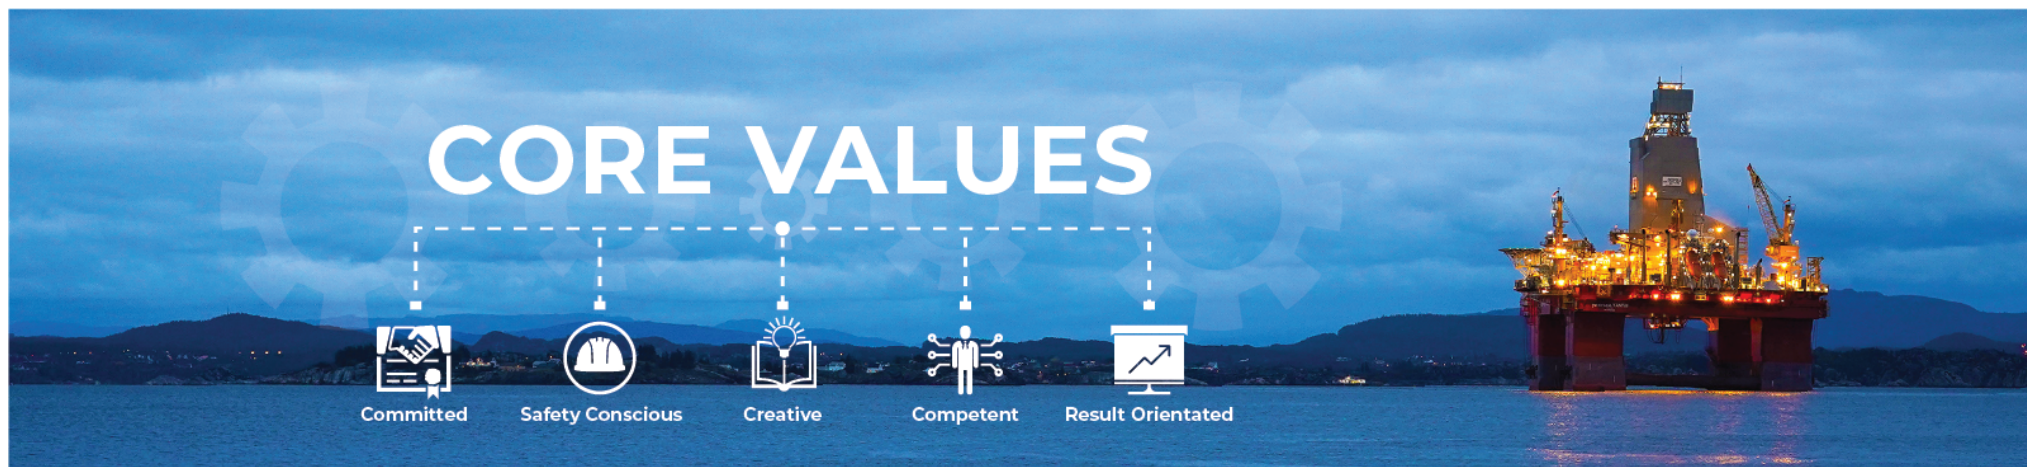 CORE VALUES
Committed
Safety Conscious
Creative
Competent
Result Orientated